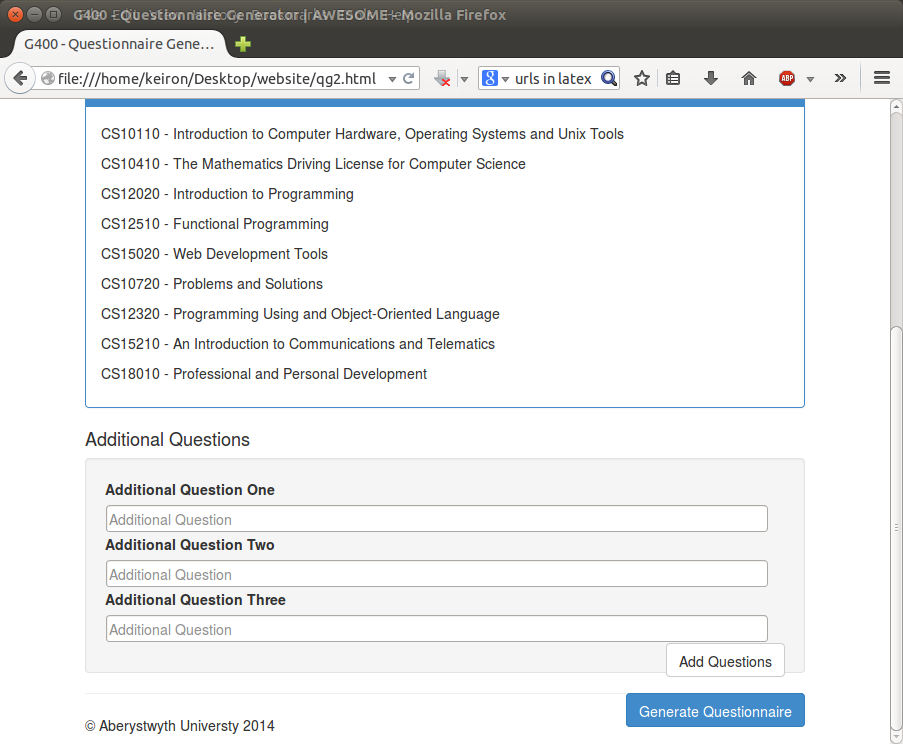 G400 - Questionnaire Generator | AWESOME - Mozilla Firefox
G400 - Questionnaire Gene...
file:///home/keiron/Desktop/website/qg2.html
8
urls in latex
ABP
CS10110 - Introduction to Computer Hardware, Operating Systems and Unix Tools
CS10410 - The Mathematics Driving License for Computer Science
CS12020 - Introduction to Programming
CS12510 - Functional Programming
CS15020 - Web Development Tools
CS10720 - Problems and Solutions
CS12320 - Programming Using and Object-Oriented Language
CS15210 - An Introduction to Communications and Telematics
CS18010 - Professional and Personal Development
Additional Questions
Additional Question One
Additional Question
Additional Question Two
Additional Question
Additional Question Three
Additional Question
Add Questions
Generate Questionnaire
© Aberystwyth Universty 2014